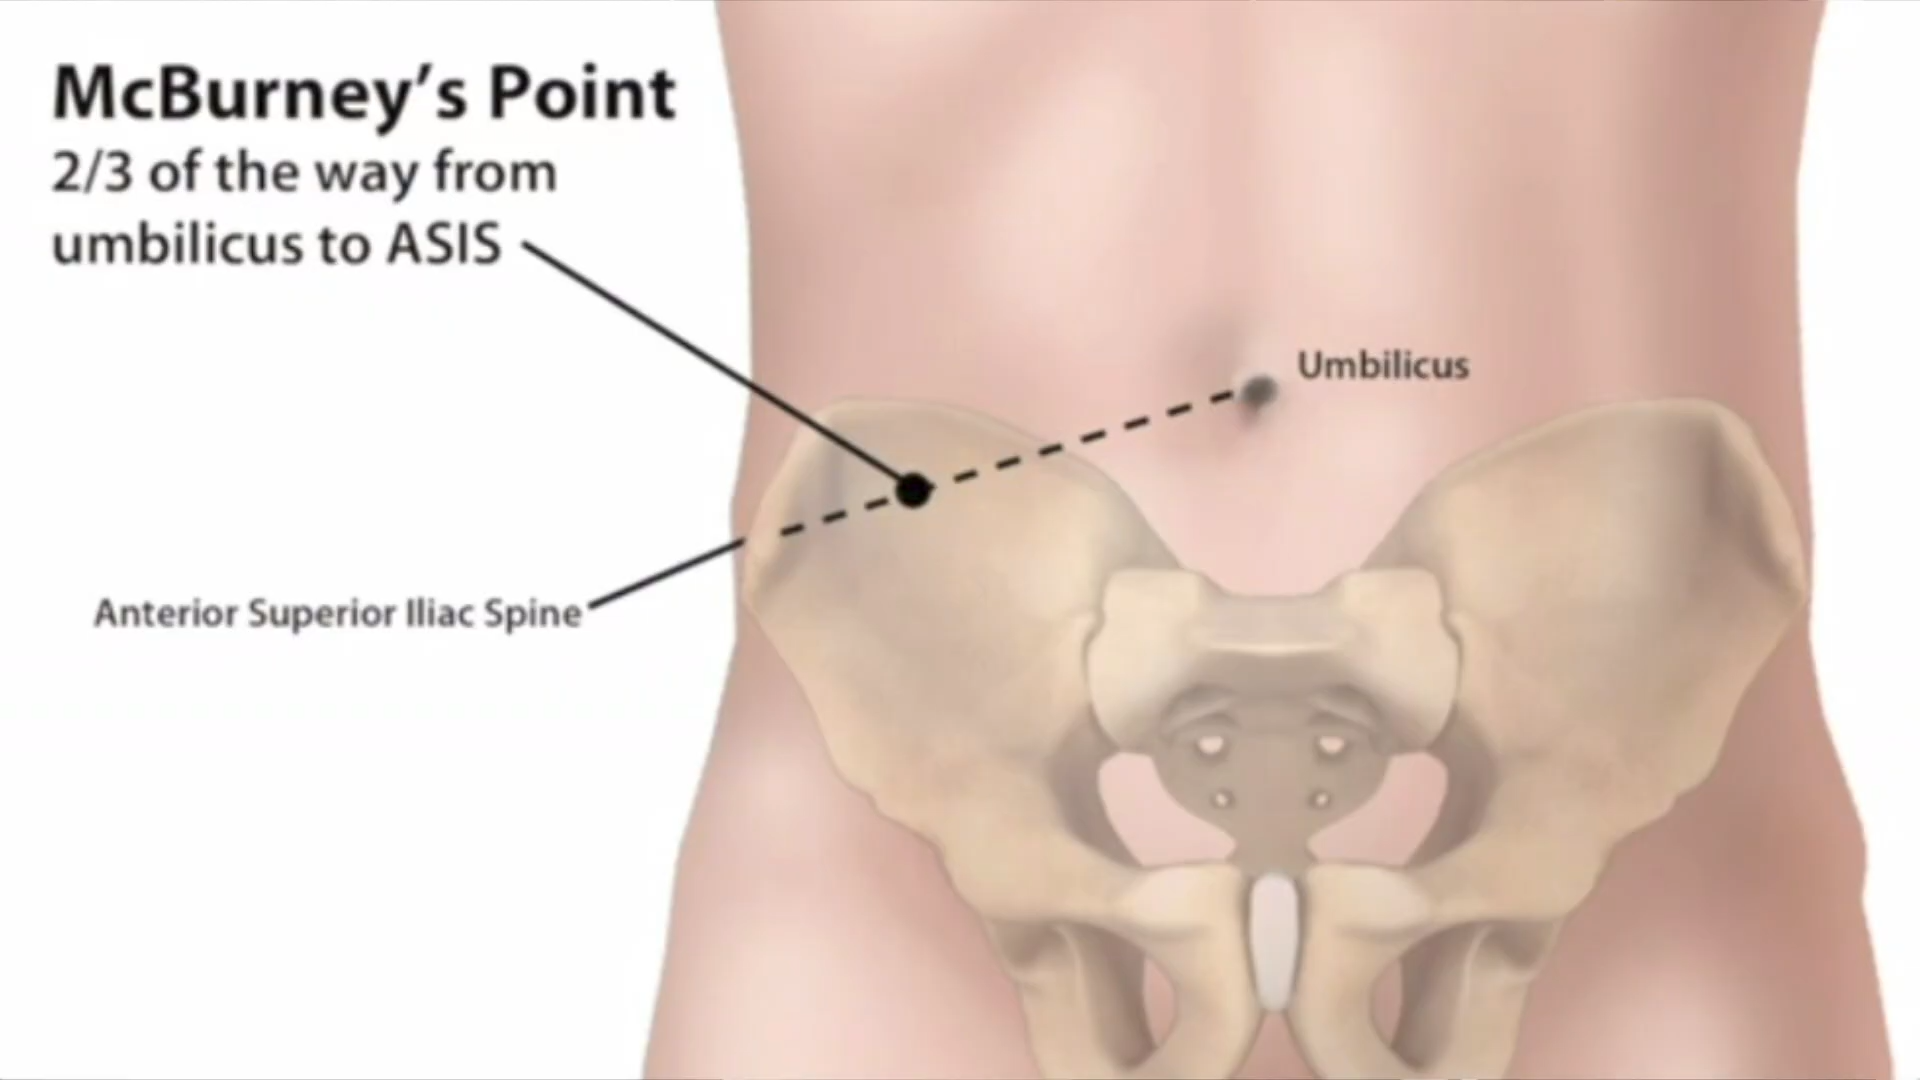 McBurney’s Point
2/3 of the way from
umbilicus to ASIS
Umbilicus
Anterior Superior Iliac Spine